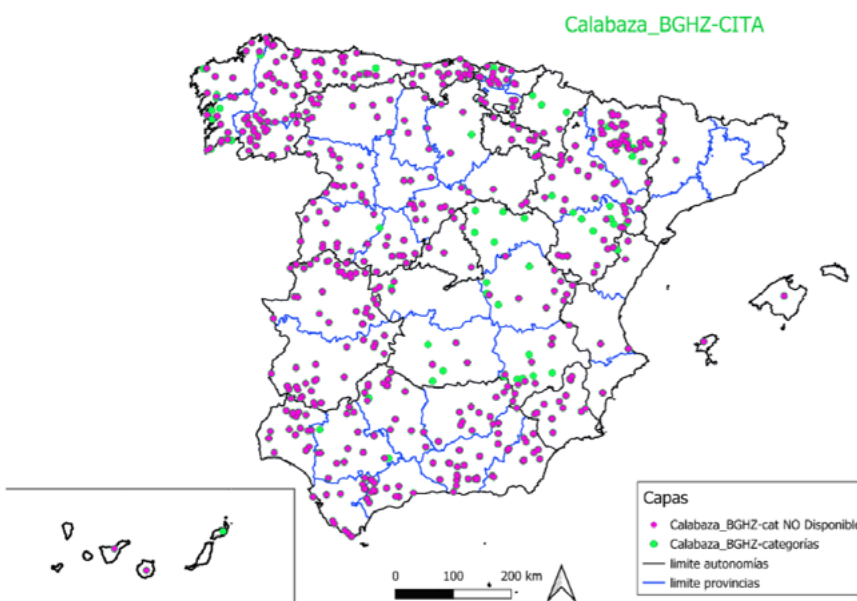 Calabaza_BGHZ-CITA
Capas
Calabaza_BGHZ-cat NO Disponible
Calabaza_BGHZ-categorías
limite autonomías
limite provincias
0 100 200 km